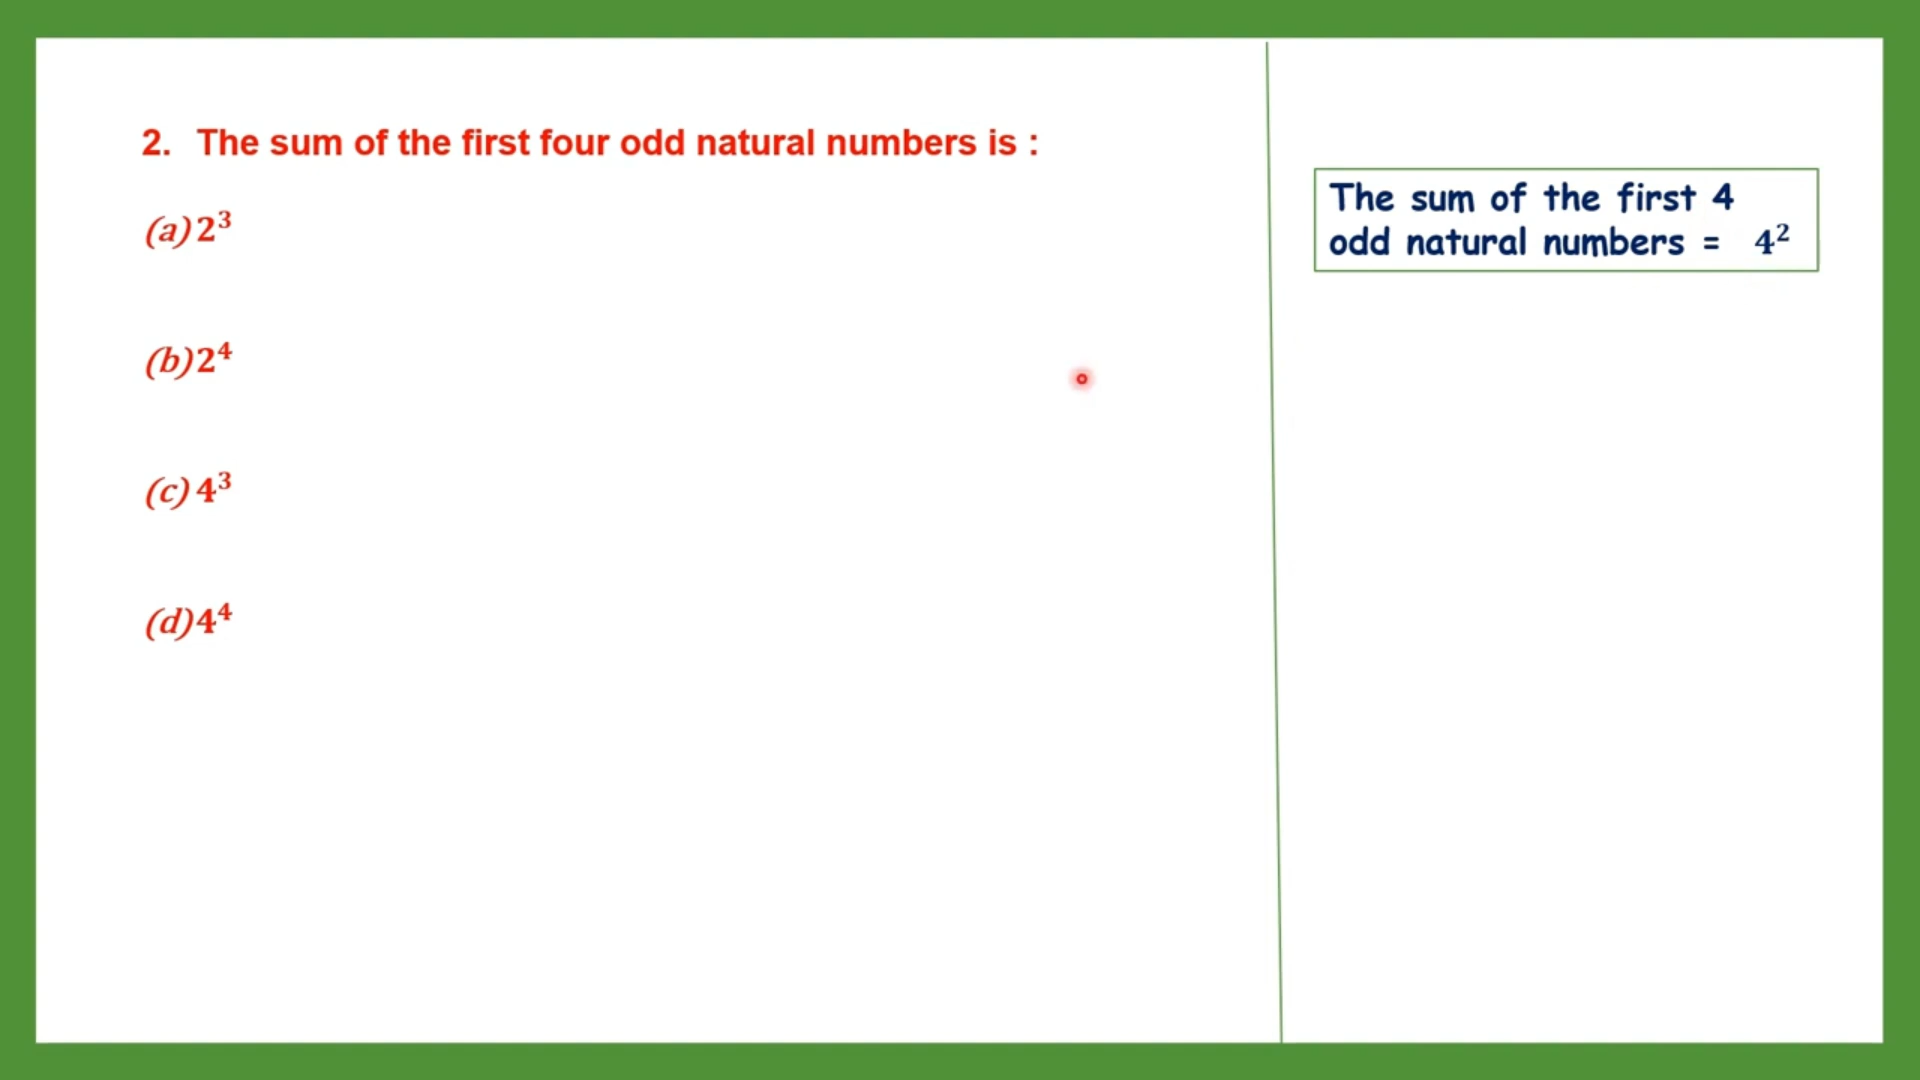 2. The sum of the first four odd natural numbers is :
(a) 2³
(b) 2⁴
(c) 4³
(d) 4⁴
The sum of the first 4
odd natural numbers = 4²